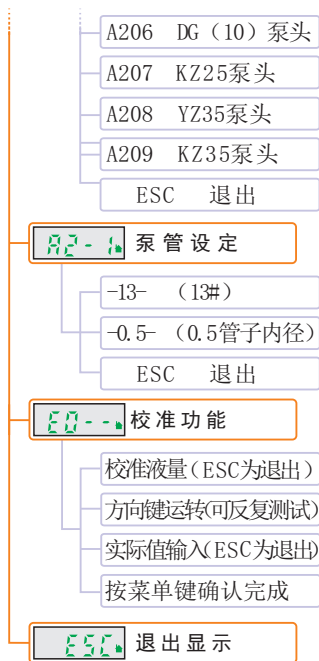 A206 DG（10）泵头
A207 KZ25泵头
A208 YZ35泵头
A209 KZ35泵头
ESC 退出
A2-1 泵管设定
-13- （13#）
-0.5- （0.5管子内径）
ESC 退出
E0-- 校准功能
校准液量(ESC为退出)
方向键运转(可反复测试)
实际值输入(ESC为退出)
按菜单键确认完成
ESC 退出显示